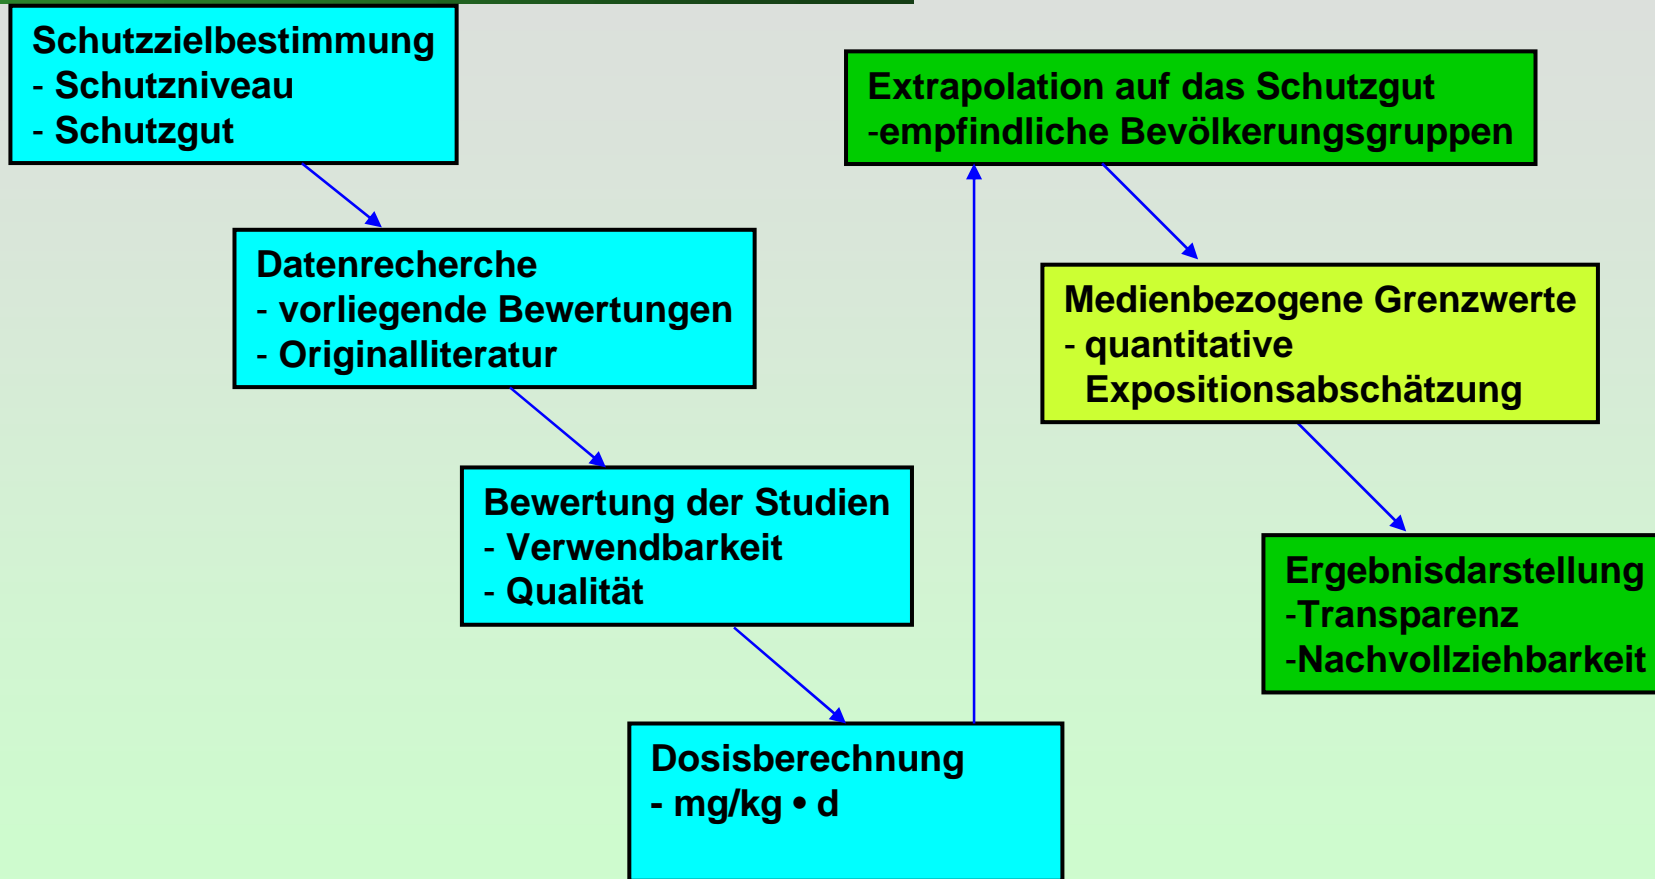 Schutzzielbestimmung
- Schutzniveau
- Schutzgut
Datenrecherche
- vorliegende Bewertungen
- Originalliteratur
Bewertung der Studien
- Verwendbarkeit
- Qualität
Dosisberechnung
- mg/kg • d
Extrapolation auf das Schutzgut
-empfindliche Bevölkerungsgruppen
Medienbezogene Grenzwerte
- quantitative
Expositionsabschätzung
Ergebnisdarstellung
-Transparenz
-Nachvollziehbarkeit